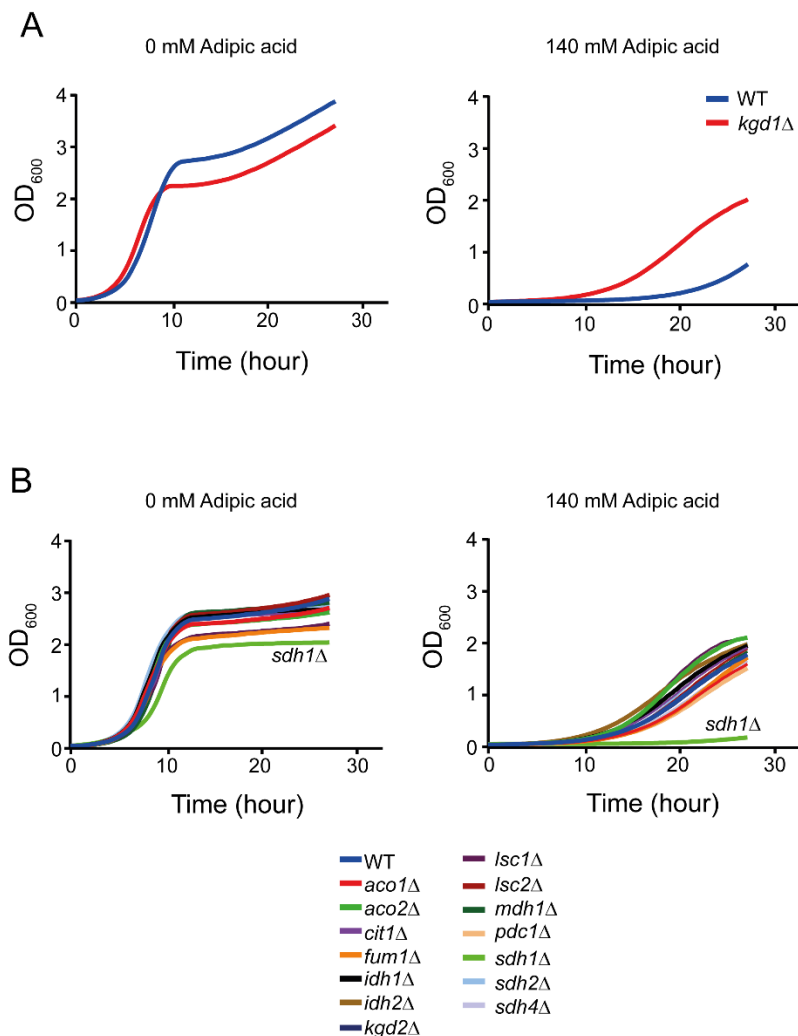 A
0 mM Adipic acid
140 mM Adipic acid
WT
kgd1Δ
OD600
4
3
2
1
0
0
10
20
30
Time (hour)
OD600
4
3
2
1
0
0
10
20
30
Time (hour)
B
0 mM Adipic acid
140 mM Adipic acid
OD600
4
3
2
1
0
sdh1Δ
0
10
20
30
Time (hour)
OD600
4
3
2
1
0
sdh1Δ
0
10
20
30
Time (hour)
WT
aco1Δ
aco2Δ
cit1Δ
fum1Δ
idh1Δ
idh2Δ
kgd2Δ
lsc1Δ
lsc2Δ
mdh1Δ
pdc1Δ
sdh1Δ
sdh2Δ
sdh4Δ